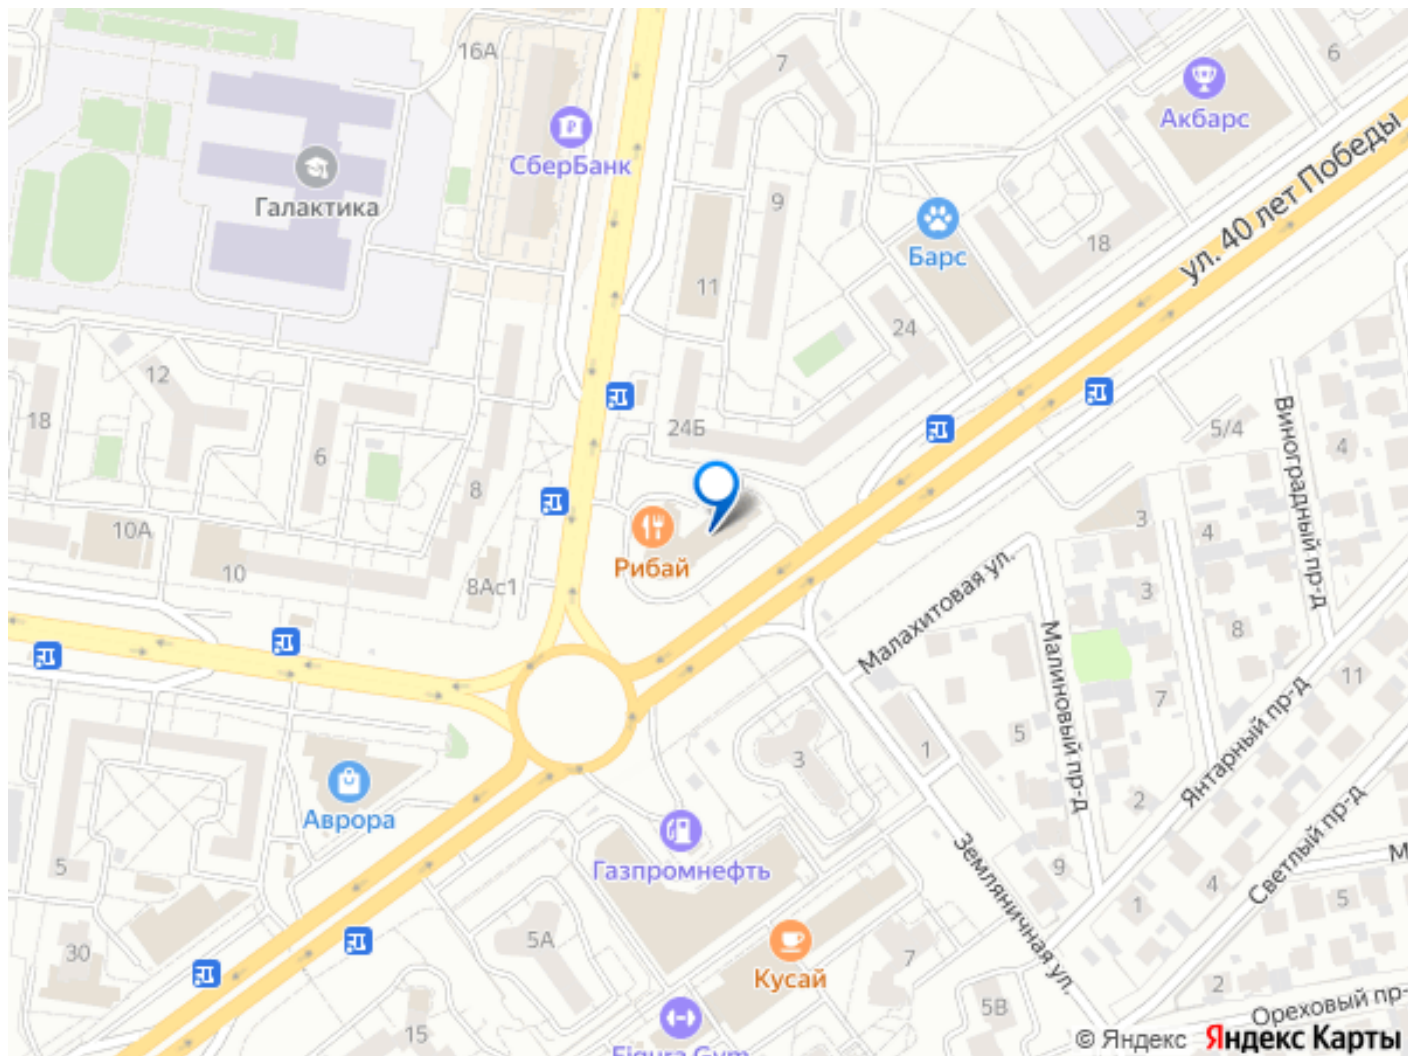 16А
7
6
Акбарс
СберБанк
ул. 40 лет Победы
Галактика
9
18
Барс
11
24
12
18
24Б
Виноградный пр-д
5/4
4
6
8
10А
3
4
Рибай
10
8Ас1
Малахитовая ул.
3
8
Малиновый пр-д
11
7
5
3
1
Янтарный пр-д
2
Аврора
Светлый пр-д
5
Газпромнефть
Земляничная ул.
9
4
М
5
1
5А
30
7
Кусай
2
5В
Ореховый пр-
15
Figura Gym
© Яндекс Яндекс Карты